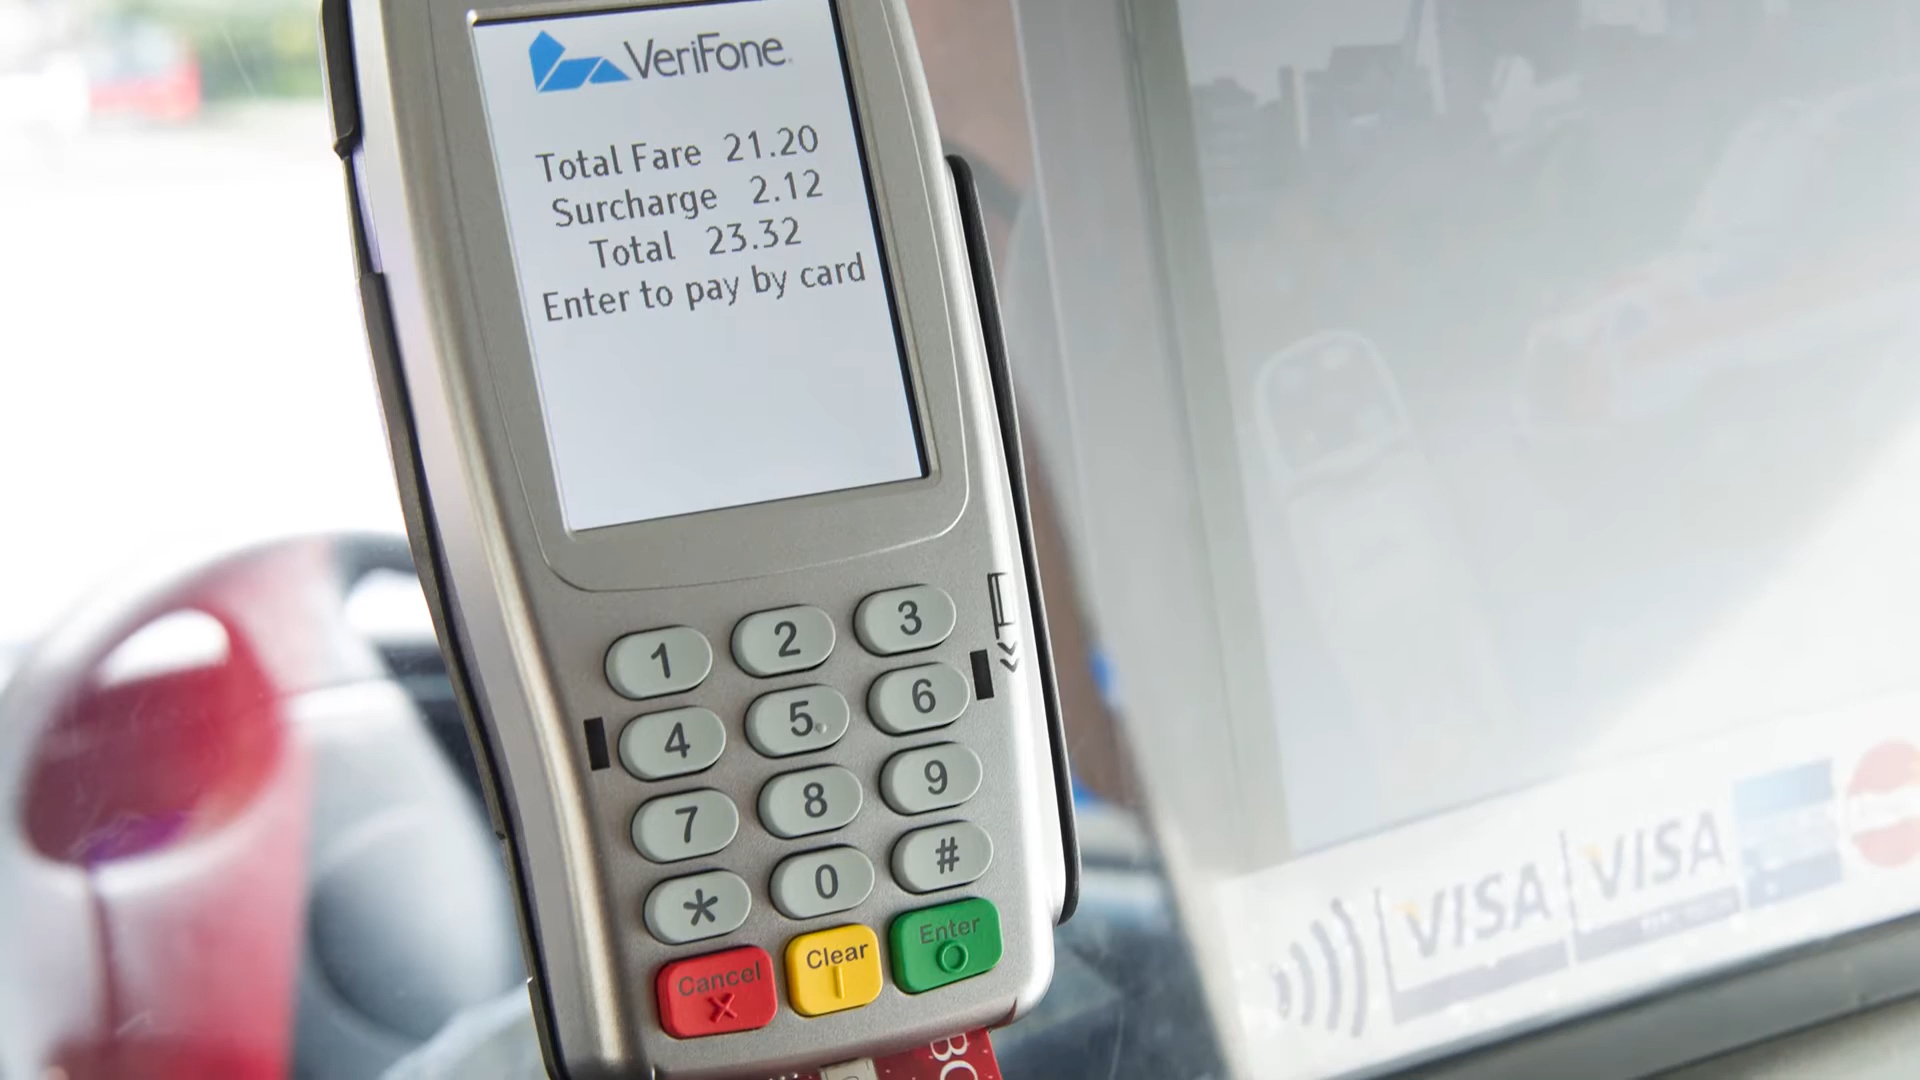 VeriFone
Total Fare 21.20
Surcharge 2.12
Total 23.32
Enter to pay by card
1 2 3
4 5 6
7 8 9
* 0 #
Cancel X
Clear
Enter
VISA VISA
BC